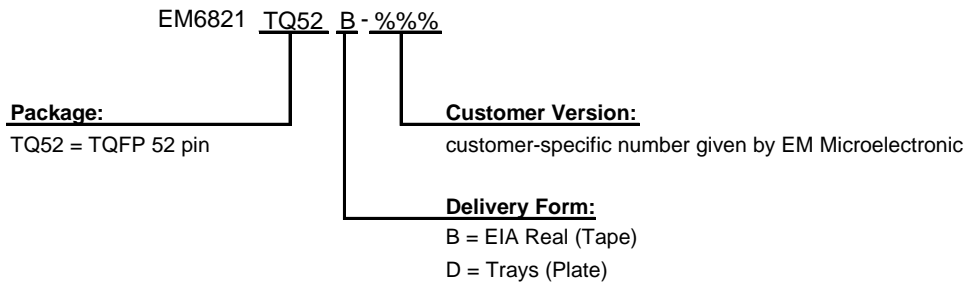 EM6821 TQ52 B - %%%
Package:
TQ52 = TQFP 52 pin
Customer Version:
customer-specific number given by EM Microelectronic
Delivery Form:
B = EIA Real (Tape)
D = Trays (Plate)